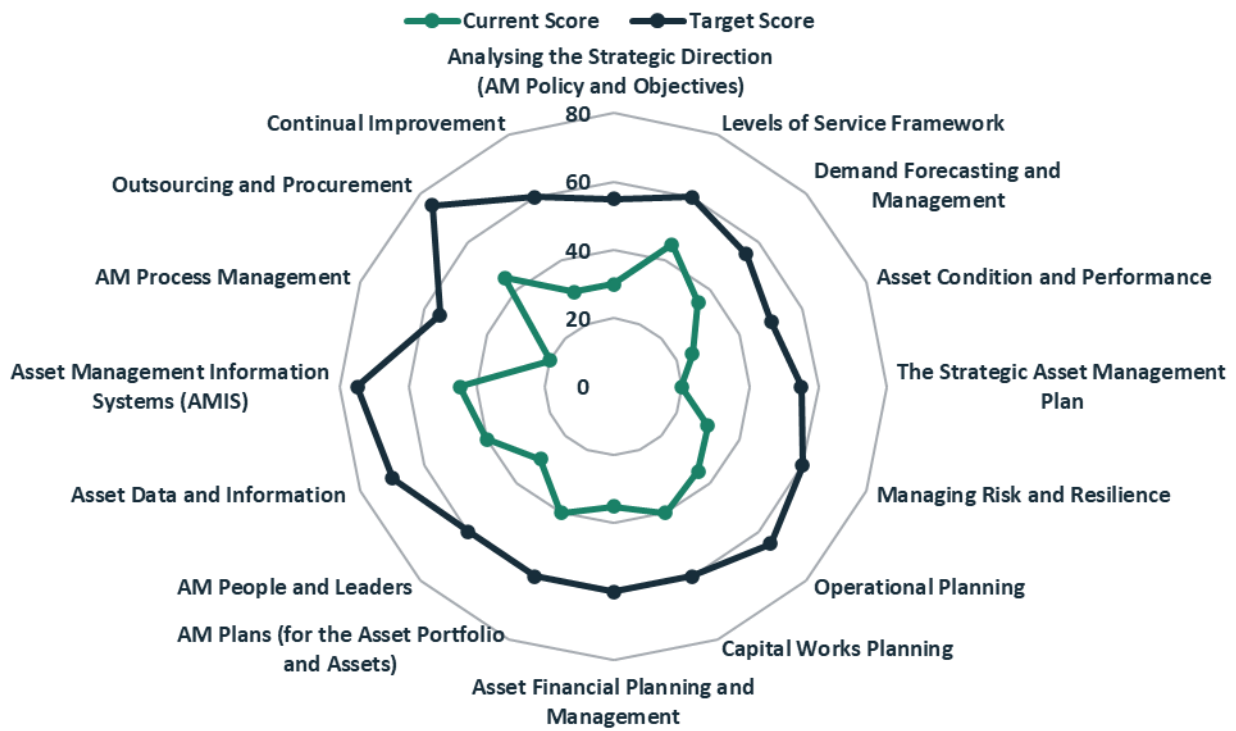 Current Score
Target Score
Analysing the Strategic Direction
(AM Policy and Objectives)
Continual Improvement
Levels of Service Framework
Outsourcing and Procurement
Demand Forecasting and
Management
AM Process Management
Asset Condition and Performance
Asset Management Information
Systems (AMIS)
The Strategic Asset Management
Plan
Asset Data and Information
Managing Risk and Resilience
AM People and Leaders
Operational Planning
AM Plans (for the Asset Portfolio
and Assets)
Capital Works Planning
Asset Financial Planning and
Management
80
60
40
20
0